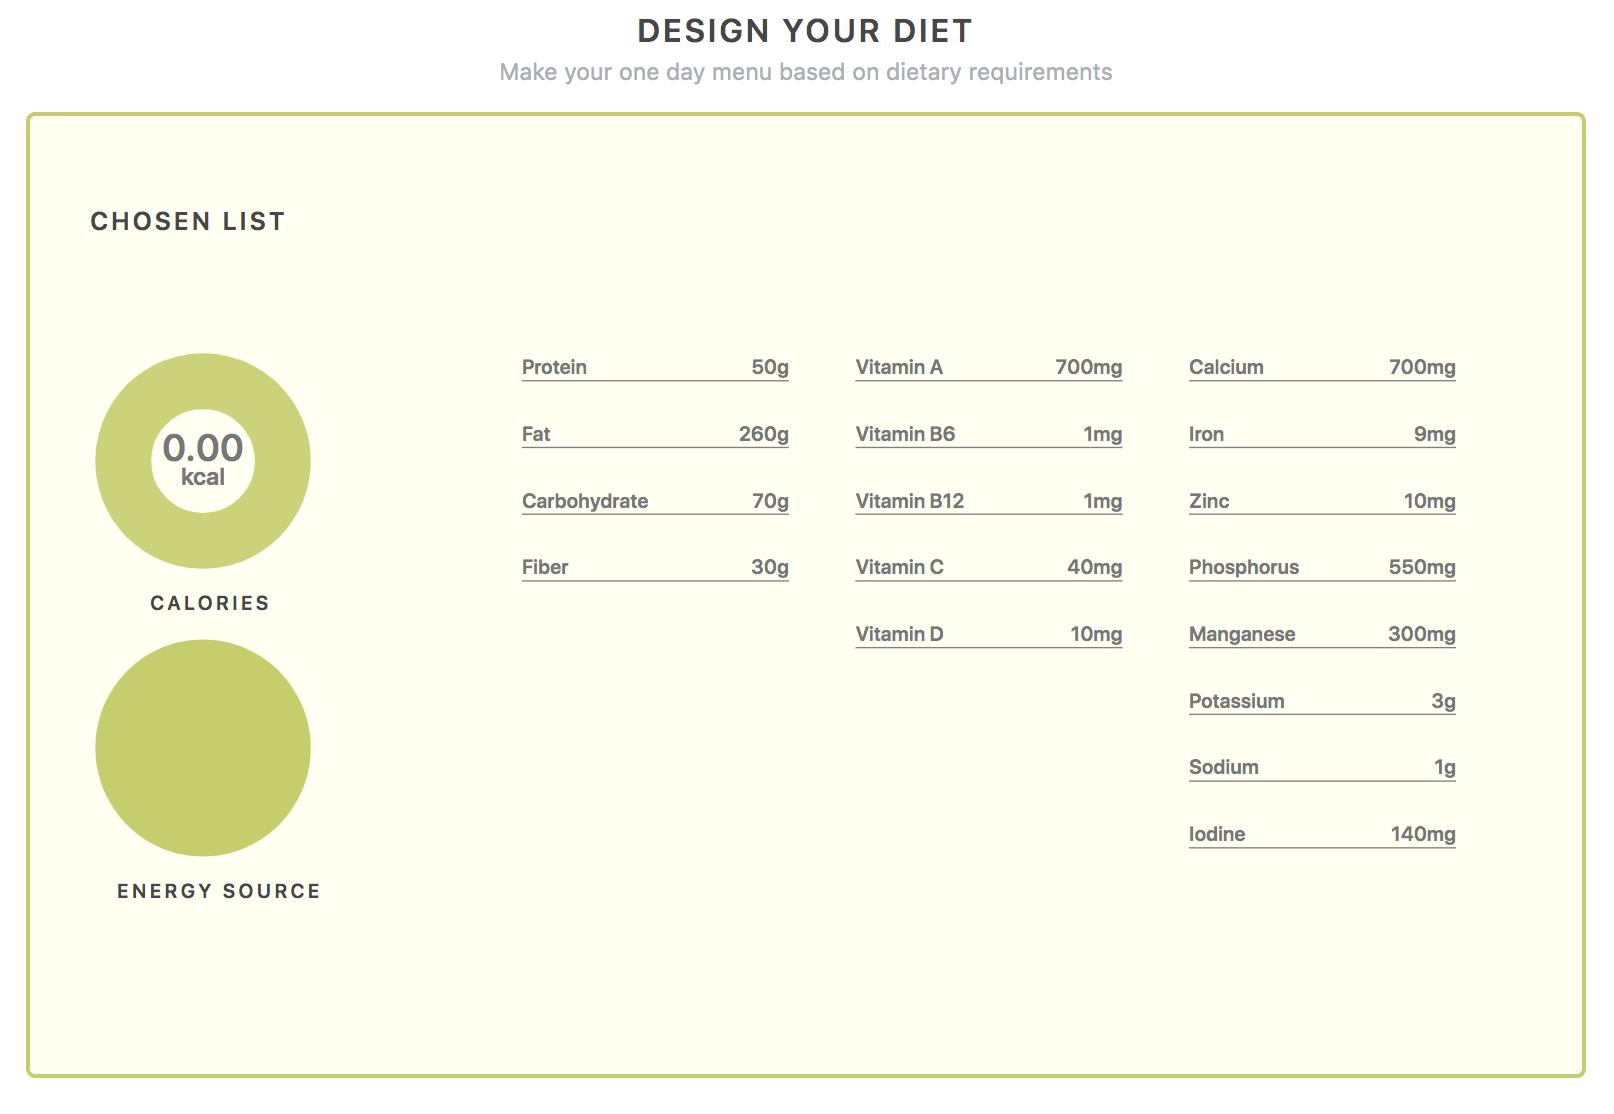 DESIGN YOUR DIET
Make your one day menu based on dietary requirements
CHOSEN LIST
0.00
kcal
CALORIES
ENERGY SOURCE
Protein 50g
Fat 260g
Carbohydrate 70g
Fiber 30g
Vitamin A 700mg
Vitamin B6 1mg
Vitamin B12 1mg
Vitamin C 40mg
Vitamin D 10mg
Calcium 700mg
Iron 9mg
Zinc 10mg
Phosphorus 550mg
Manganese 300mg
Potassium 3g
Sodium 1g
Iodine 140mg